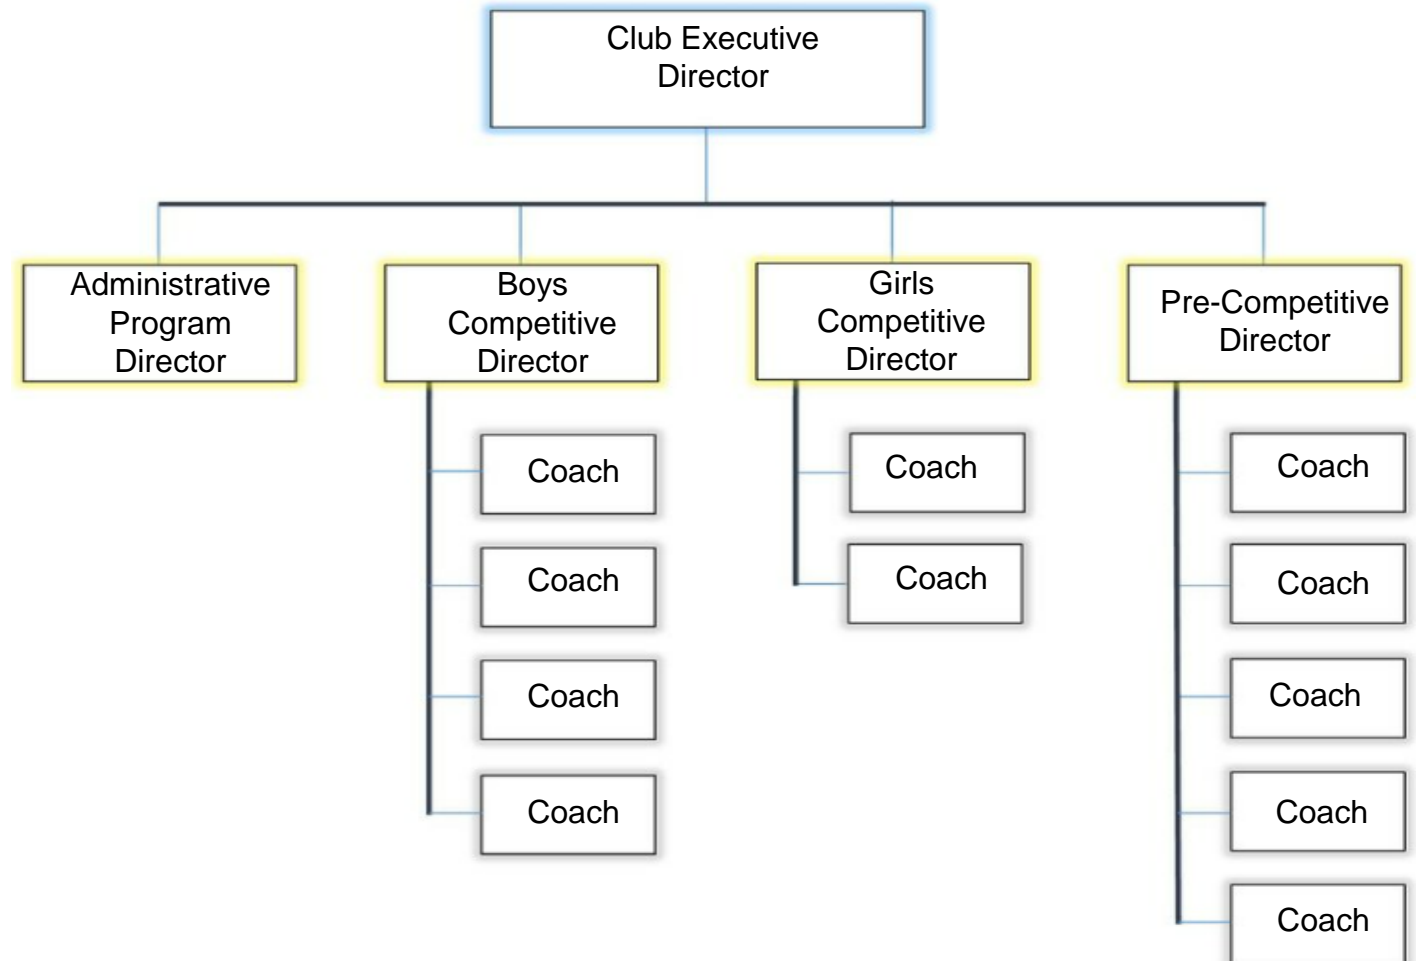 Club Executive
Director
Administrative
Program
Director
Boys
Competitive
Director
Girls
Competitive
Director
Pre-Competitive
Director
Coach
Coach
Coach
Coach
Coach
Coach
Coach
Coach
Coach
Coach
Coach